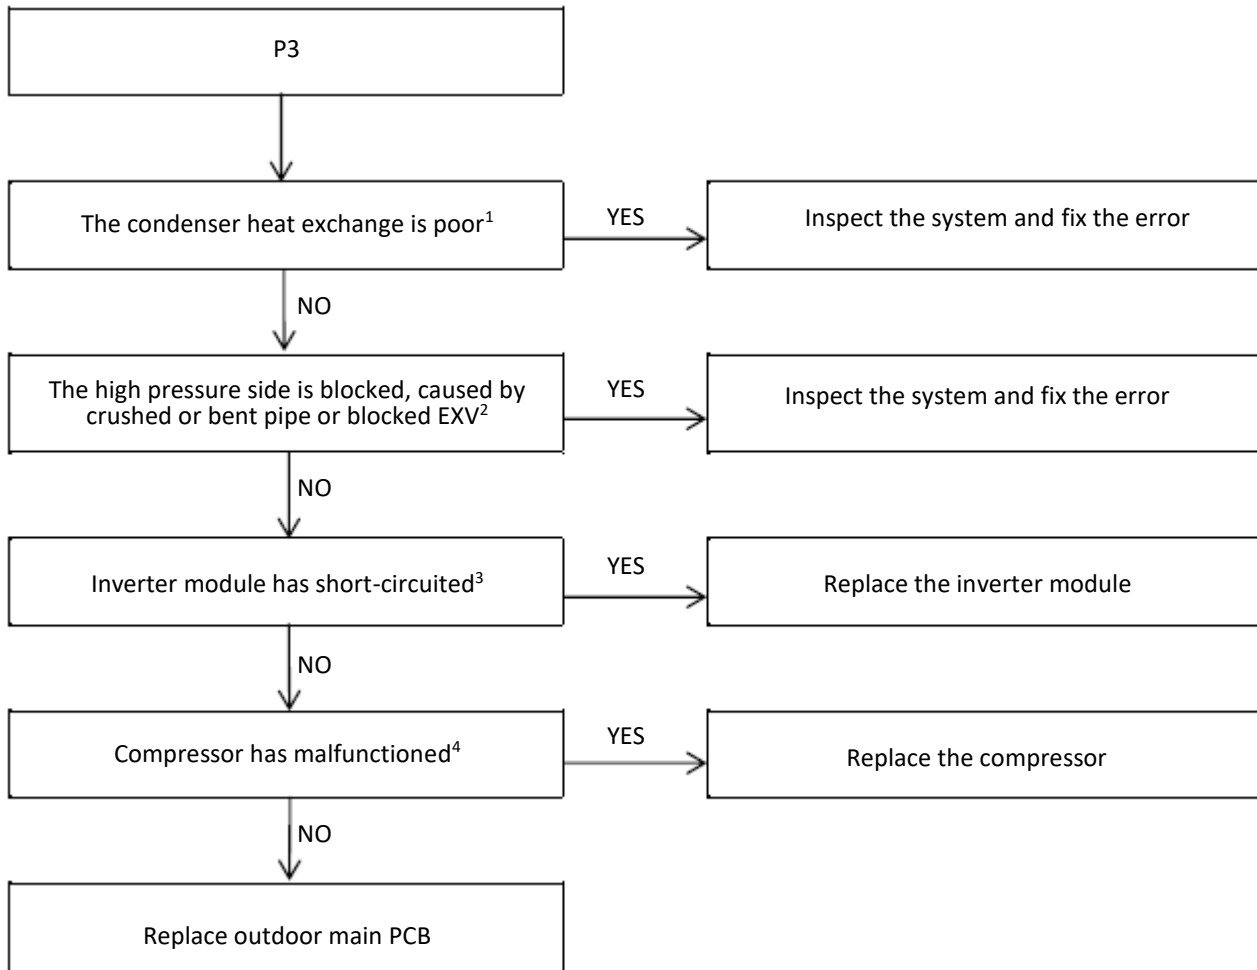 P3
The condenser heat exchange is poor1
YES
Inspect the system and fix the error
NO
The high pressure side is blocked, caused by
crushed or bent pipe or blocked EXV2
YES
Inspect the system and fix the error
NO
Inverter module has short-circuited3
YES
Replace the inverter module
NO
Compressor has malfunctioned4
YES
Replace the compressor
NO
Replace outdoor main PCB